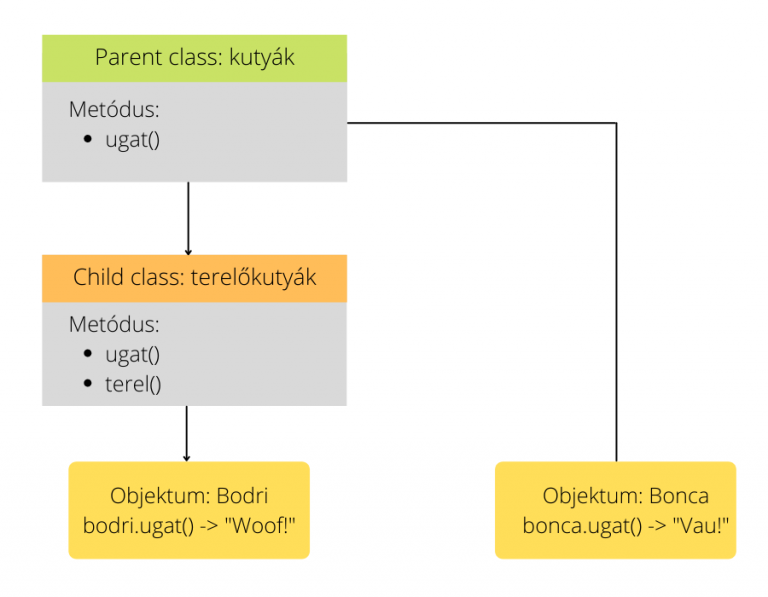 Parent class: kutyák
Metódus:
• ugat()
Child class: terelőkutyák
Metódus:
• ugat()
• terel()
Objektum: Bodri
bodri.ugat() -> "Woof!"
Objektum: Bonca
bonca.ugat() -> "Vau!"